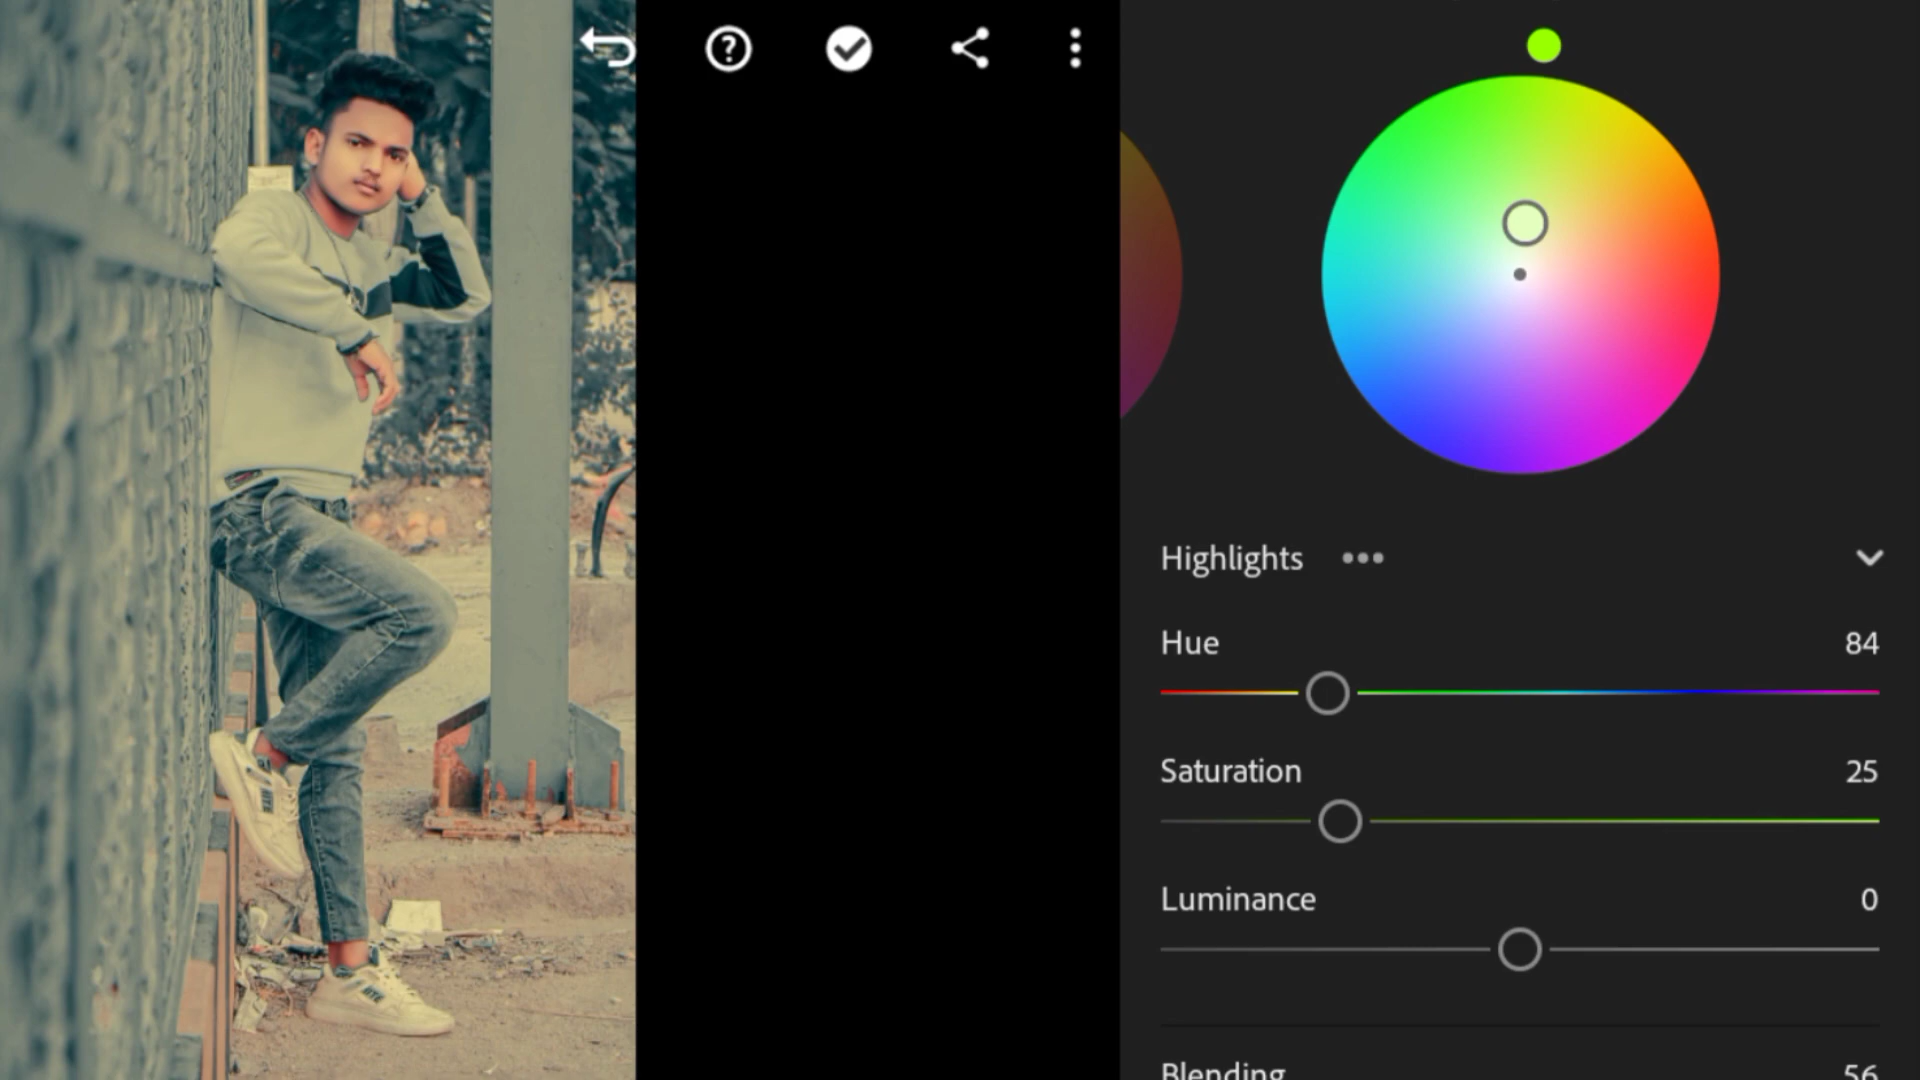 Highlights
Hue 84
Saturation 25
Luminance 0
Blending 56